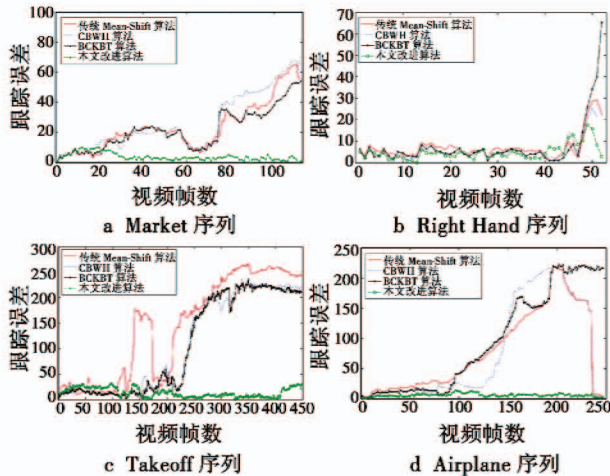 100
80
60
40
20
0
跟踪误差
传统 Mean-Shift 算法
CBWH 算法
BCKBT 算法
本文改进算法
0 20 40 60 80 100
视频帧数
a Market 序列
70
60
50
40
30
20
10
0
跟踪误差
传统 Mean-Shift 算法
CBWH 算法
BCKBT 算法
本文改进算法
0 10 20 30 40 50
视频帧数
b Right Hand 序列
300
250
200
150
100
50
0
跟踪误差
传统 Mean-Shift 算法
CBWH 算法
BCKBT 算法
本文改进算法
0 50 100 150 200 250 300 350 400 450
视频帧数
c Takeoff 序列
250
200
150
100
50
0
跟踪误差
传统 Mean-Shift 算法
CBWH 算法
BCKBT 算法
本文改进算法
0 50 100 150 200 250
视频帧数
d Airplane 序列